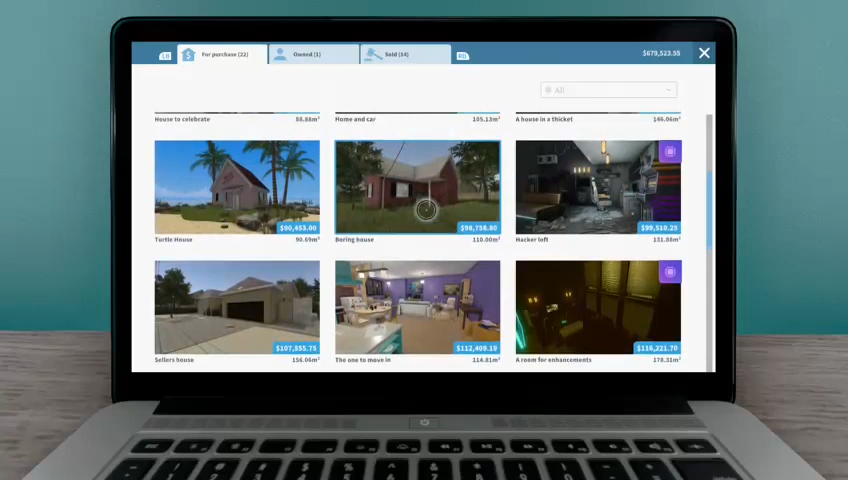 For purchase (22)
Owned (1)
Sold (14)
$679,523.55
All
House to celebrate
88.88m²
Home and car
105.13m²
A house in a thicket
146.06m²
$90,453.00
$98,758.80
$99,510.25
Turtle House
90.69m²
Boring house
110.00m²
Hacker loft
131.88m²
$107,555.75
$112,409.19
$116,221.70
Sellers house
156.06m²
The one to move in
114.81m²
A room for enhancements
178.31m²